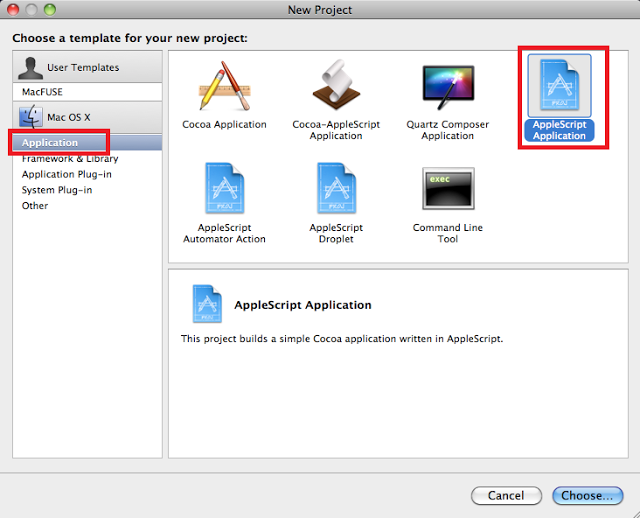 New Project
Choose a template for your new project:
User Templates
MacFUSE
Mac OS X
Application
Framework & Library
Application Plug-in
System Plug-in
Other
Cocoa Application
Cocoa-AppleScript
Application
Quartz Composer
Application
AppleScript
Application
AppleScript
Automator Action
AppleScript
Droplet
exec
Command Line
Tool
AppleScript Application
This project builds a simple Cocoa application written in AppleScript.
Cancel
Choose...